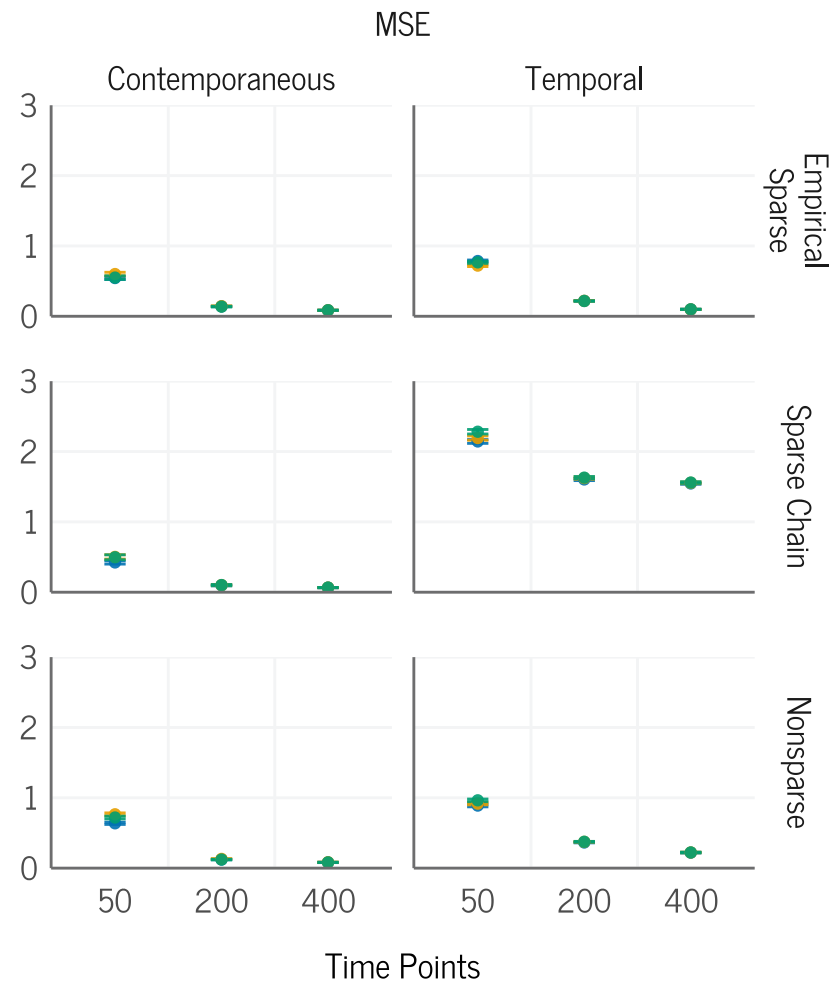 MSE
Contemporaneous
Temporal
3
2
1
0
Empirical
Sparse
3
2
1
0
Sparse Chain
3
2
1
0
Nonsparse
50 200 400
50 200 400
Time Points